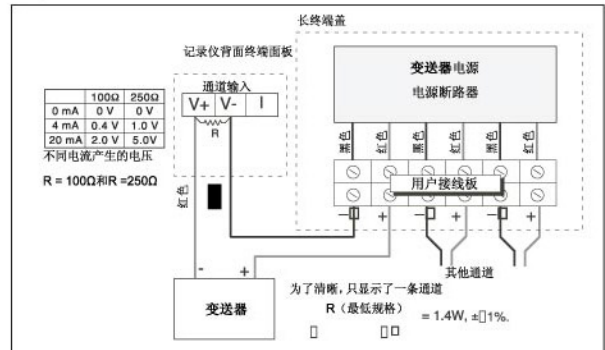 长终端盖
记录仪背面终端面板
变送器电源
电源断路器
通道输入
V+ V- I
R
100Ω 250Ω
0 mA 0 V 0 V
4 mA 0.4 V 1.0 V
20 mA 2.0 V 5.0V
不同电流产生的电压
R = 100Ω和R =250Ω
黑色 红色 黑色 红色 黑色 红色
用户接线板
红色
− + − + − +
其他通道
- +
变送器
为了清晰，只显示了一条通道
R（最低规格） = 1.4W, ±▯1%.